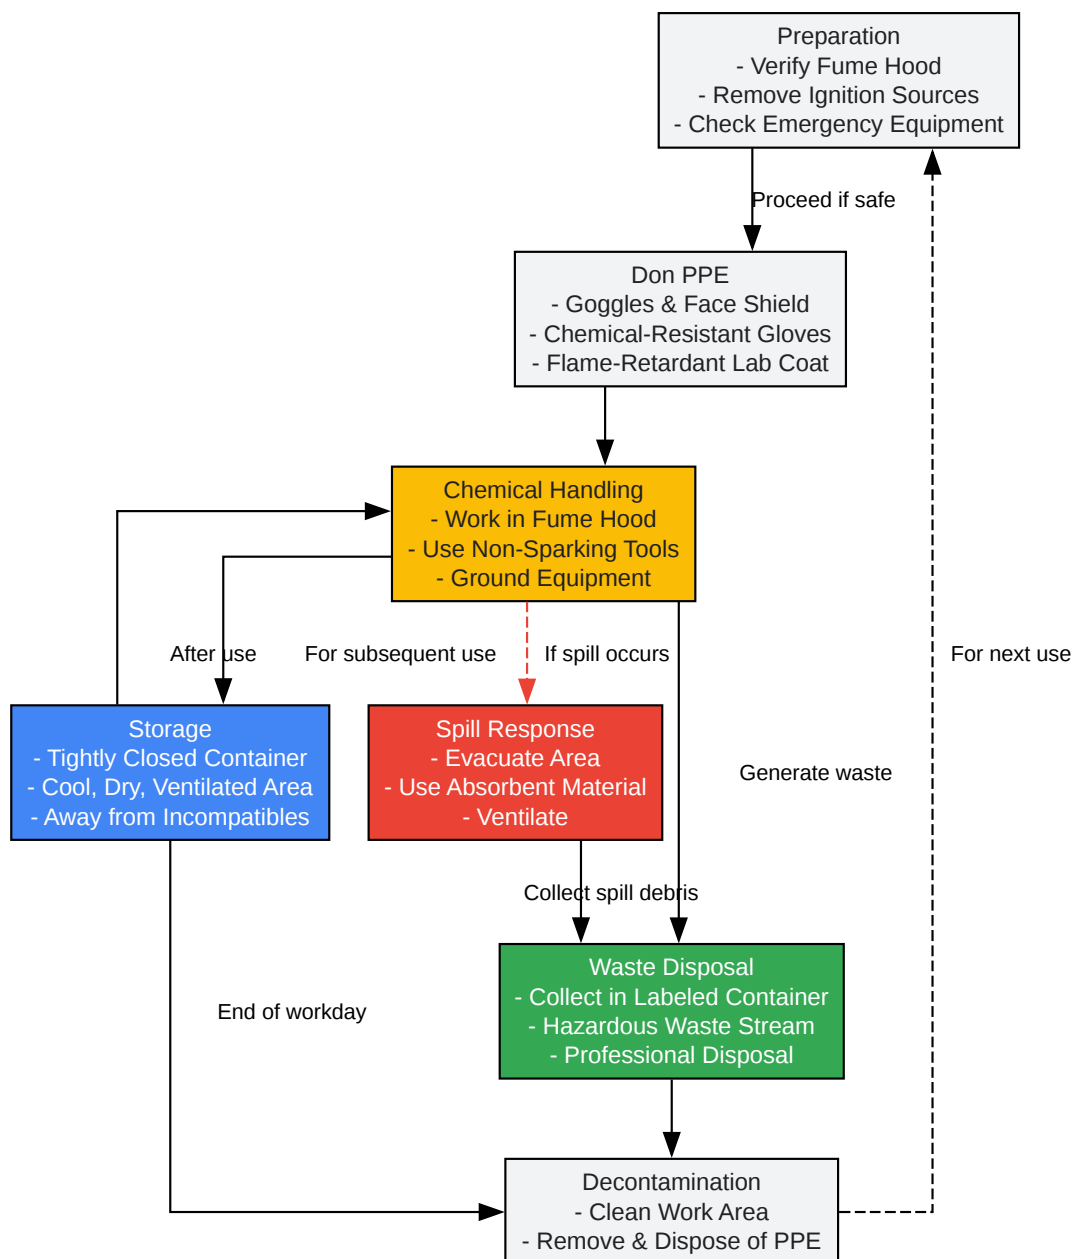 Preparation
- Verify Fume Hood
- Remove Ignition Sources
- Check Emergency Equipment
Proceed if safe
Don PPE
- Goggles & Face Shield
- Chemical-Resistant Gloves
- Flame-Retardant Lab Coat
Chemical Handling
- Work in Fume Hood
- Use Non-Sparking Tools
- Ground Equipment
After use
For subsequent use
If spill occurs
For next use
Storage
- Tightly Closed Container
- Cool, Dry, Ventilated Area
- Away from Incompatibles
Spill Response
- Evacuate Area
- Use Absorbent Material
- Ventilate
Generate waste
Collect spill debris
Waste Disposal
- Collect in Labeled Container
- Hazardous Waste Stream
- Professional Disposal
End of workday
Decontamination
- Clean Work Area
- Remove & Dispose of PPE